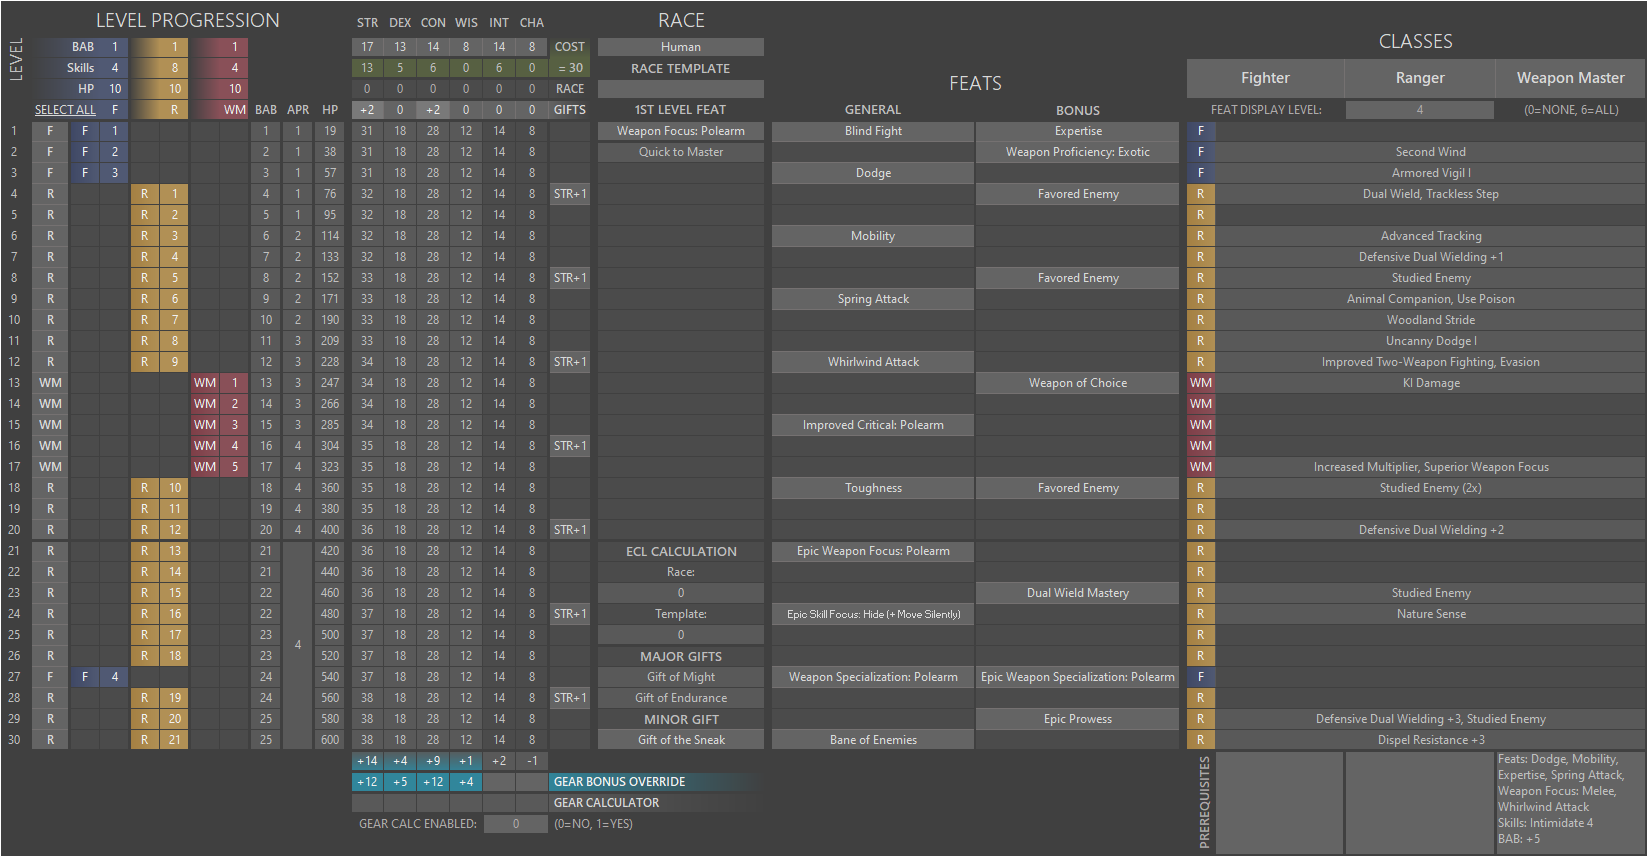 LEVEL PROGRESSION STR DEX CON WIS INT CHA RACE
LEVEL BAB 1 1 1 17 13 14 8 14 8 COST Human CLASSES
Skills 4 8 4 13 5 6 0 6 0 = 30 RACE TEMPLATE Fighter Ranger Weapon Master
HP 10 10 10 0 0 0 0 0 0 RACE FEATS
SELECT ALL F R WM BAB APR HP +2 0 +2 0 0 0 GIFTS 1ST LEVEL FEAT GENERAL BONUS FEAT DISPLAY LEVEL: 4 (0=NONE, 6=ALL)
1 F F 1 1 1 19 31 18 28 12 14 8 Weapon Focus: Polearm Blind Fight Expertise F
2 F F 2 2 1 38 31 18 28 12 14 8 Quick to Master Weapon Proficiency: Exotic F Second Wind
3 F F 3 3 1 57 31 18 28 12 14 8 Dodge F Armored Vigil I
4 R R 1 4 1 76 32 18 28 12 14 8 STR+1 Favored Enemy R Dual Wield, Trackless Step
5 R R 2 5 1 95 32 18 28 12 14 8 R
6 R R 3 6 2 114 32 18 28 12 14 8 Mobility R Advanced Tracking
7 R R 4 7 2 133 32 18 28 12 14 8 R Defensive Dual Wielding +1
8 R R 5 8 2 152 33 18 28 12 14 8 STR+1 Favored Enemy R Studied Enemy
9 R R 6 9 2 171 33 18 28 12 14 8 Spring Attack R Animal Companion, Use Poison
10 R R 7 10 2 190 33 18 28 12 14 8 R Woodland Stride
11 R R 8 11 3 209 33 18 28 12 14 8 R Uncanny Dodge I
12 R R 9 12 3 228 34 18 28 12 14 8 STR+1 Whirlwind Attack R Improved Two-Weapon Fighting, Evasion
13 WM WM 1 13 3 247 34 18 28 12 14 8 Weapon of Choice WM KI Damage
14 WM WM 2 14 3 266 34 18 28 12 14 8 WM
15 WM WM 3 15 3 285 34 18 28 12 14 8 Improved Critical: Polearm WM
16 WM WM 4 16 4 304 35 18 28 12 14 8 STR+1 WM
17 WM WM 5 17 4 323 35 18 28 12 14 8 WM Increased Multiplier, Superior Weapon Focus
18 R R 10 18 4 360 35 18 28 12 14 8 Toughness Favored Enemy R Studied Enemy (2x)
19 R R 11 19 4 380 35 18 28 12 14 8 R
20 R R 12 20 4 400 36 18 28 12 14 8 STR+1 R Defensive Dual Wielding +2
21 R R 13 21 420 36 18 28 12 14 8 ECL CALCULATION Epic Weapon Focus: Polearm R
22 R R 14 21 440 36 18 28 12 14 8 Race: R
23 R R 15 22 460 36 18 28 12 14 8 0 Dual Wield Mastery R Studied Enemy
24 R R 16 22 480 37 18 28 12 14 8 STR+1 Template: Epic Skill Focus: Hide (+ Move Silently) R Nature Sense
25 R R 17 23 4 500 37 18 28 12 14 8 0 R
26 R R 18 23 520 37 18 28 12 14 8 MAJOR GIFTS R
27 F F 4 24 540 37 18 28 12 14 8 Gift of Might Weapon Specialization: Polearm Epic Weapon Specialization: Polearm F
28 R R 19 24 560 38 18 28 12 14 8 STR+1 Gift of Endurance R
29 R R 20 25 580 38 18 28 12 14 8 MINOR GIFT Epic Prowess R Defensive Dual Wielding +3, Studied Enemy
30 R R 21 25 600 38 18 28 12 14 8 Gift of the Sneak Bane of Enemies R Dispel Resistance +3
+14 +4 +9 +1 +2 -1
+12 +5 +12 +4 GEAR BONUS OVERRIDE
GEAR CALCULATOR
GEAR CALC ENABLED: 0 (0=NO, 1=YES)
PREREQUISITES
Feats: Dodge, Mobility,
Expertise, Spring Attack,
Weapon Focus: Melee,
Whirlwind Attack
Skills: Intimidate 4
BAB: +5